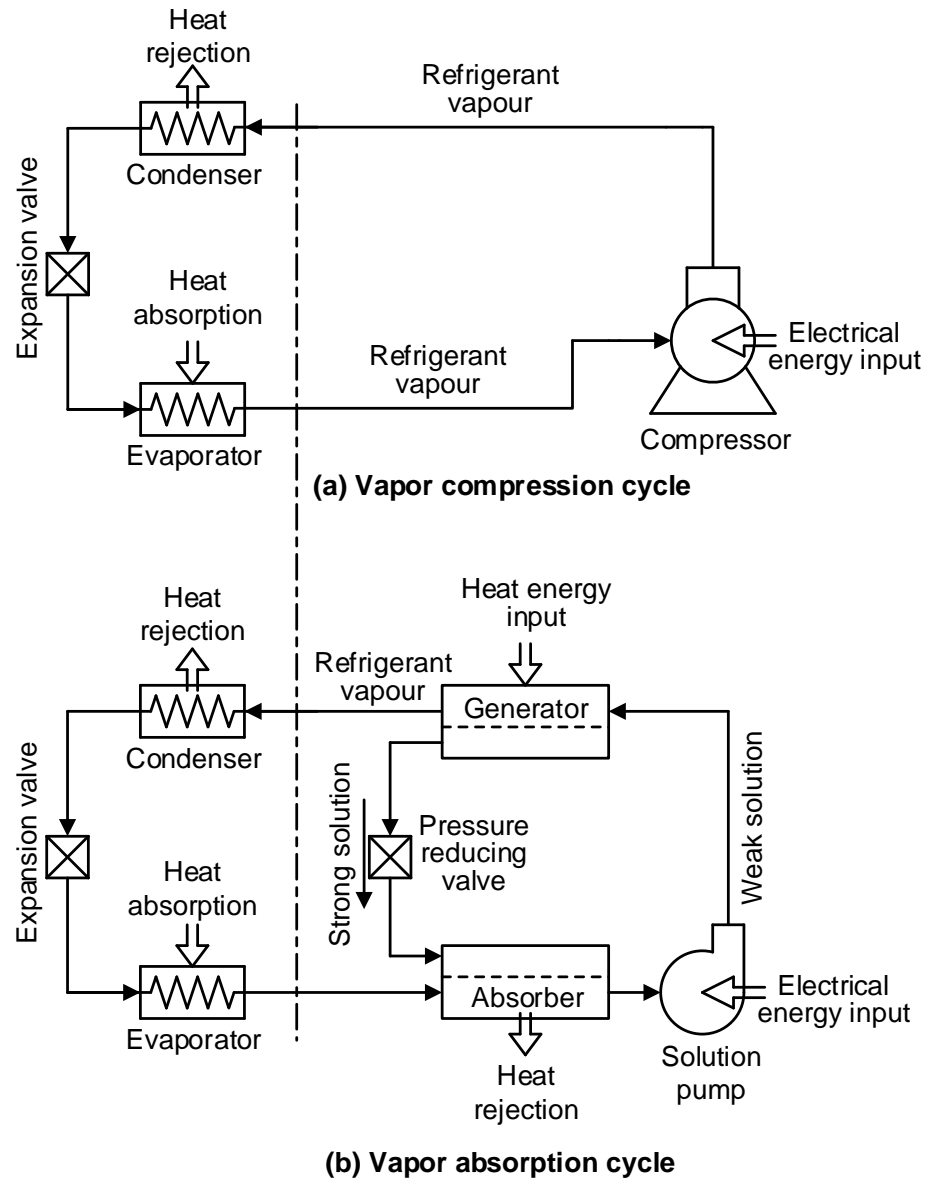 Heat
rejection
Refrigerant
vapour
Condenser
Expansion valve
Heat
absorption
Refrigerant
vapour
Electrical
energy input
Evaporator
Compressor
(a) Vapor compression cycle
Heat
rejection
Heat energy
input
Refrigerant
vapour
Generator
Condenser
Expansion valve
Strong solution
Pressure
reducing
valve
Weak solution
Heat
absorption
Absorber
Electrical
energy input
Evaporator
Heat
rejection
Solution
pump
(b) Vapor absorption cycle